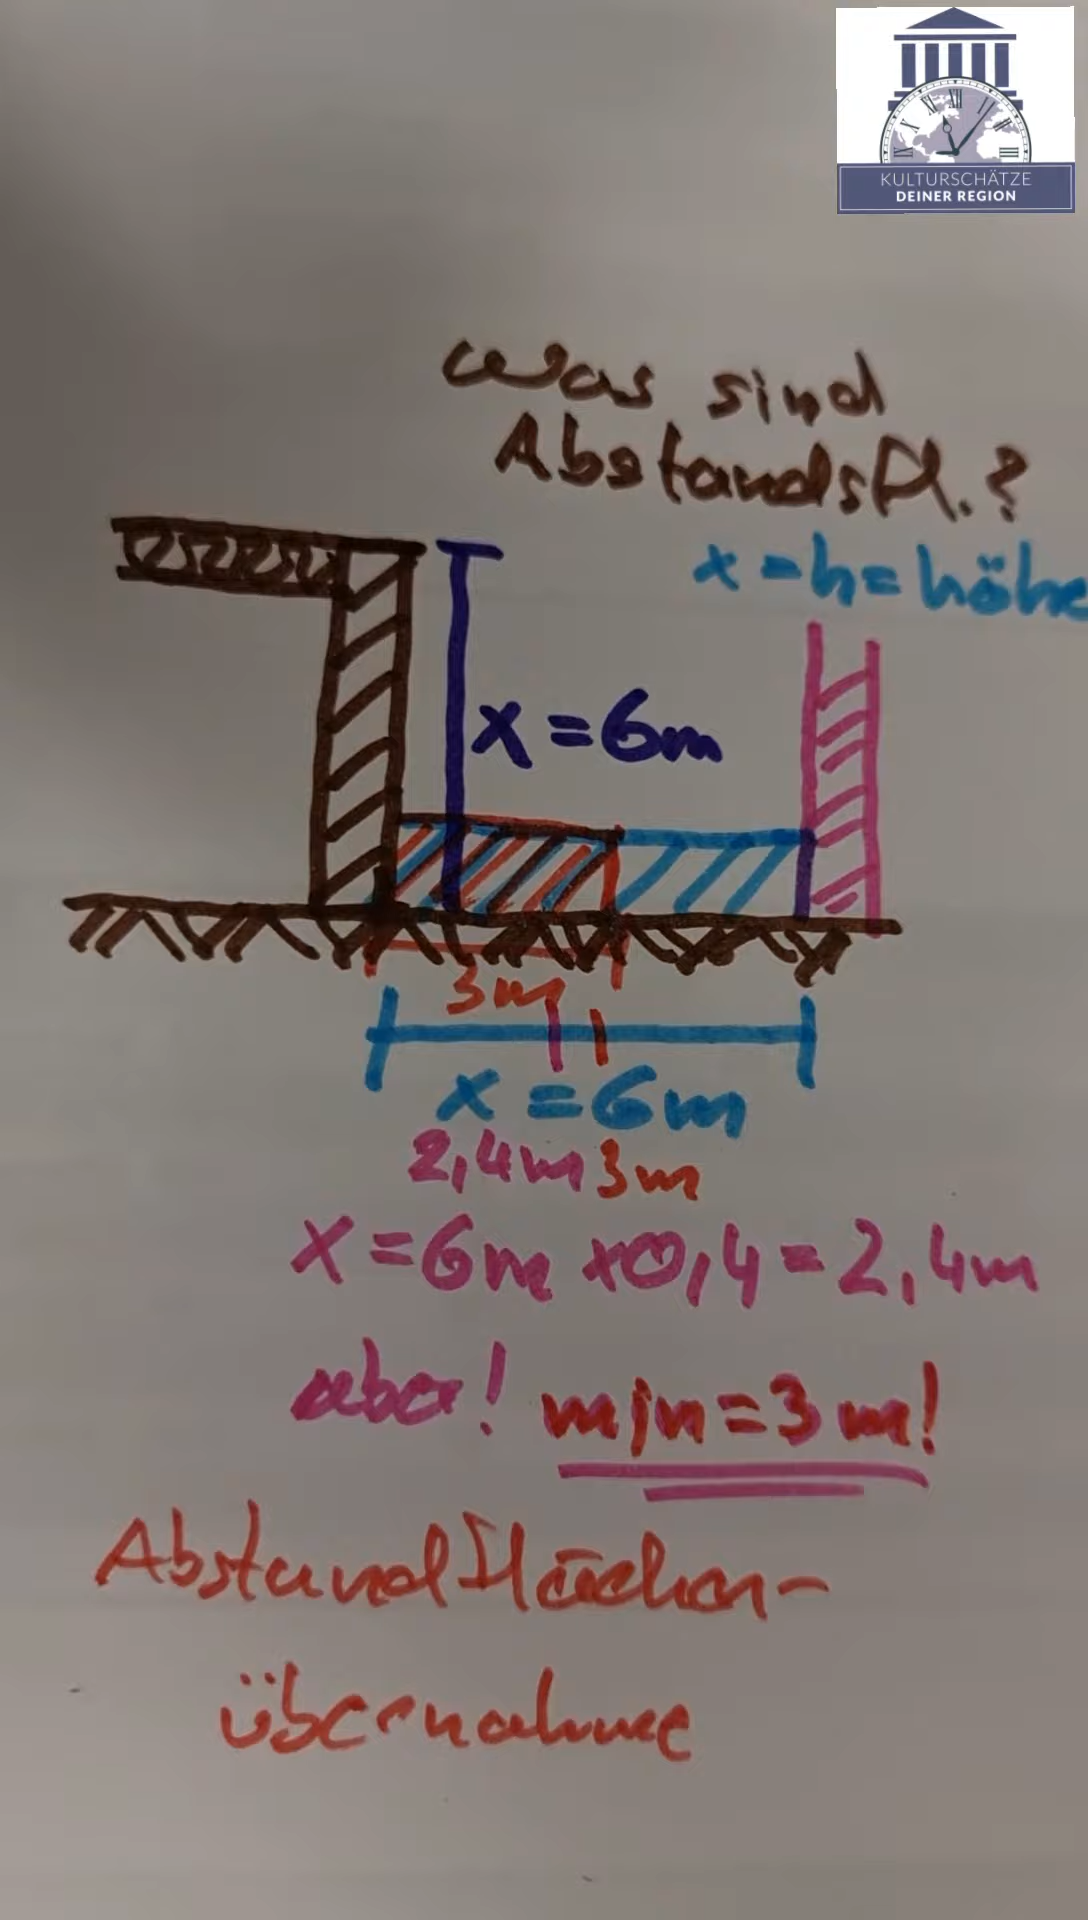 KULTURSCHÄTZE
DEINER REGION
Was sind
Abstandsfl.?
x = h = höhe
x = 6m
3m
x = 6m
2,4m 3m
x = 6m x 0,4 = 2,4m
aber! min = 3m!
Abstandflächen-
übernahme